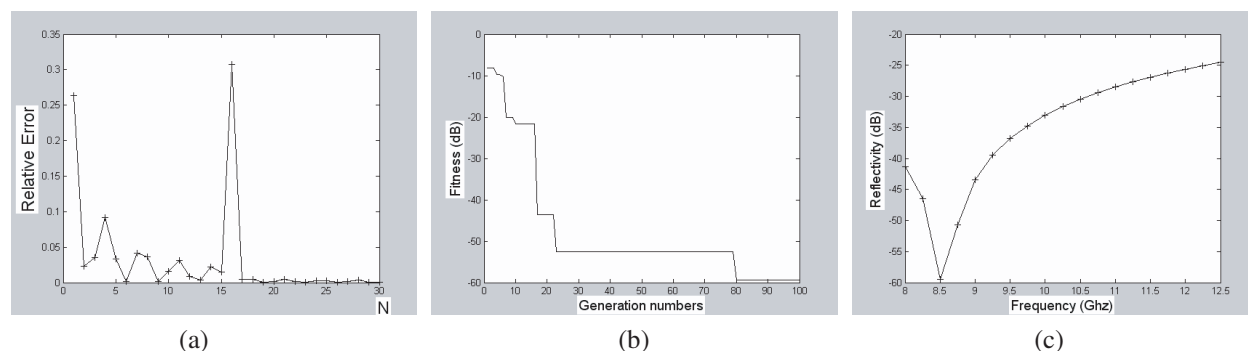 0.35
0.3
0.25
0.2
0.15
0.1
0.05
0
Relative Error
0 5 10 15 20 25 30
N
(a)
0
-10
-20
-30
-40
-50
-60
Fitness (dB)
0 10 20 30 40 50 60 70 80 90 100
Generation numbers
(b)
-20
-25
-30
-35
-40
-45
-50
-55
-60
Reflectivity (dB)
8 8.5 9 9.5 10 10.5 11 11.5 12 12.5
Frequency (Ghz)
(c)